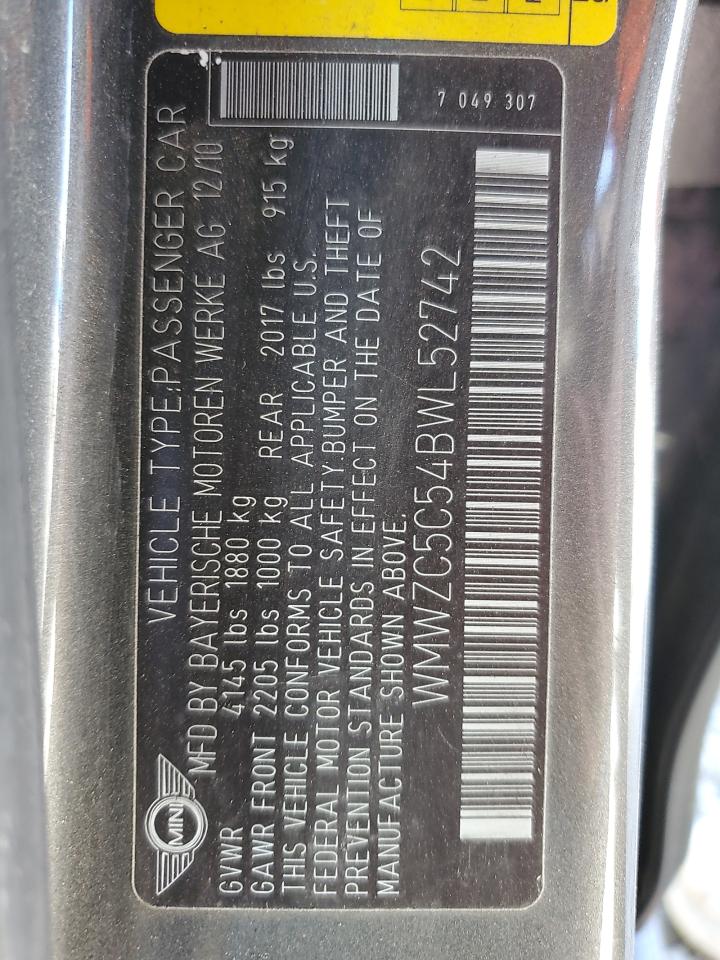 7 049 307
VEHICLE TYPE:PASSENGER CAR
MINI
MFD BY BAYERISCHE MOTOREN WERKE AG 12/10
GVWR 4145 lbs 1880 kg
GAWR FRONT 2205 lbs 1000 kg REAR 2017 lbs 915 kg
THIS VEHICLE CONFORMS TO ALL APPLICABLE U.S.
FEDERAL MOTOR VEHICLE SAFETY.BUMPER AND THEFT
PREVENTION STANDARDS IN EFFECT ON THE DATE OF
MANUFACTURE SHOWN ABOVE.
WMWZC5C54BWL52742